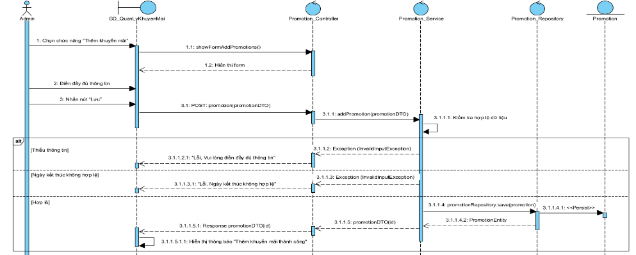 Admin
GD_QuanLyKhuyenMai
Promotion_Controller
Promotion_Service
Promotion_Repository
Promotion
1: Chọn chức năng "Thêm khuyến mãi"
1.1: showFormAddPromotions()
1.2: Hiển thị form
2: Điền đầy đủ thông tin
3: Nhấn nút "Lưu"
3.1: POST: promotion(promotionDTO)
3.1.1: addPromotion(promotionDTO)
3.1.1.1: Kiểm tra hợp lệ dữ liệu
alt
[Thiếu thông tin]
3.1.1.2: Exception (InvalidInputException)
3.1.1.2.1: "Lỗi, Vui lòng điền đầy đủ thông tin"
[Ngày kết thúc không hợp lệ]
3.1.1.3: Exception (InvalidInputException)
3.1.1.3.1: "Lỗi, Ngày kết thúc không hợp lệ"
[Hợp lệ]
3.1.1.4: promotionRepository.save(promotion)
3.1.1.4.1: <<Persist>>
3.1.1.4.2: PromotionEntity
3.1.1.5: promotionDTO(d)
3.1.1.5.1: Response promotionDTO(d)
3.1.1.5.1.1: Hiển thị thông báo "Thêm khuyến mãi thành công"